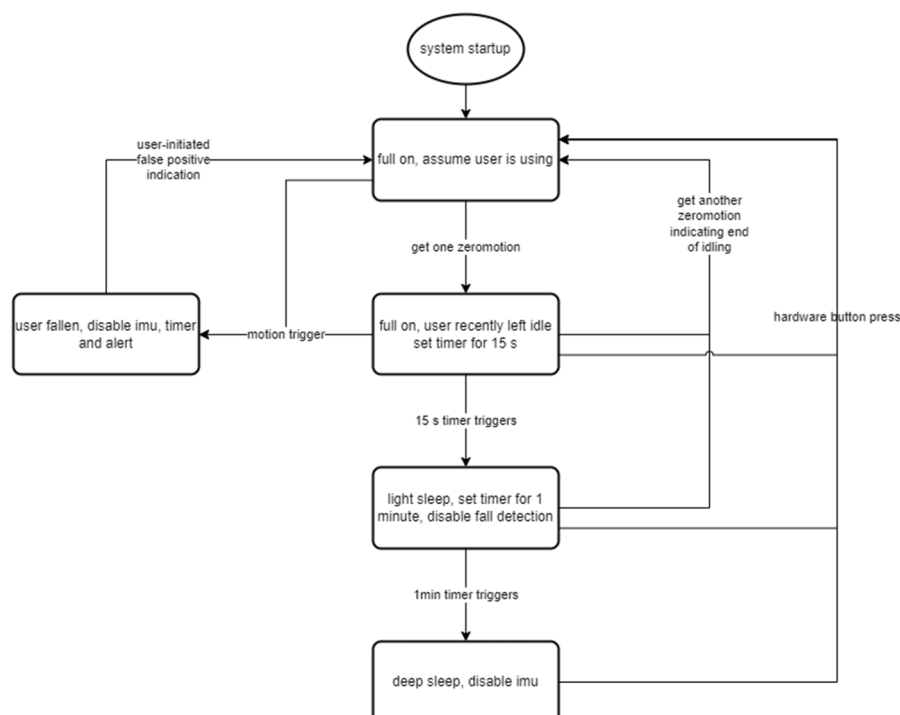 system startup
user-initiated
false positive
indication
full on, assume user is using
get another
zeromotion
indicating end
of idling
get one zeromotion
user fallen, disable imu, timer
and alert
motion trigger
full on, user recently left idle
set timer for 15 s
hardware button press
15 s timer triggers
light sleep, set timer for 1
minute, disable fall detection
1min timer triggers
deep sleep, disable imu